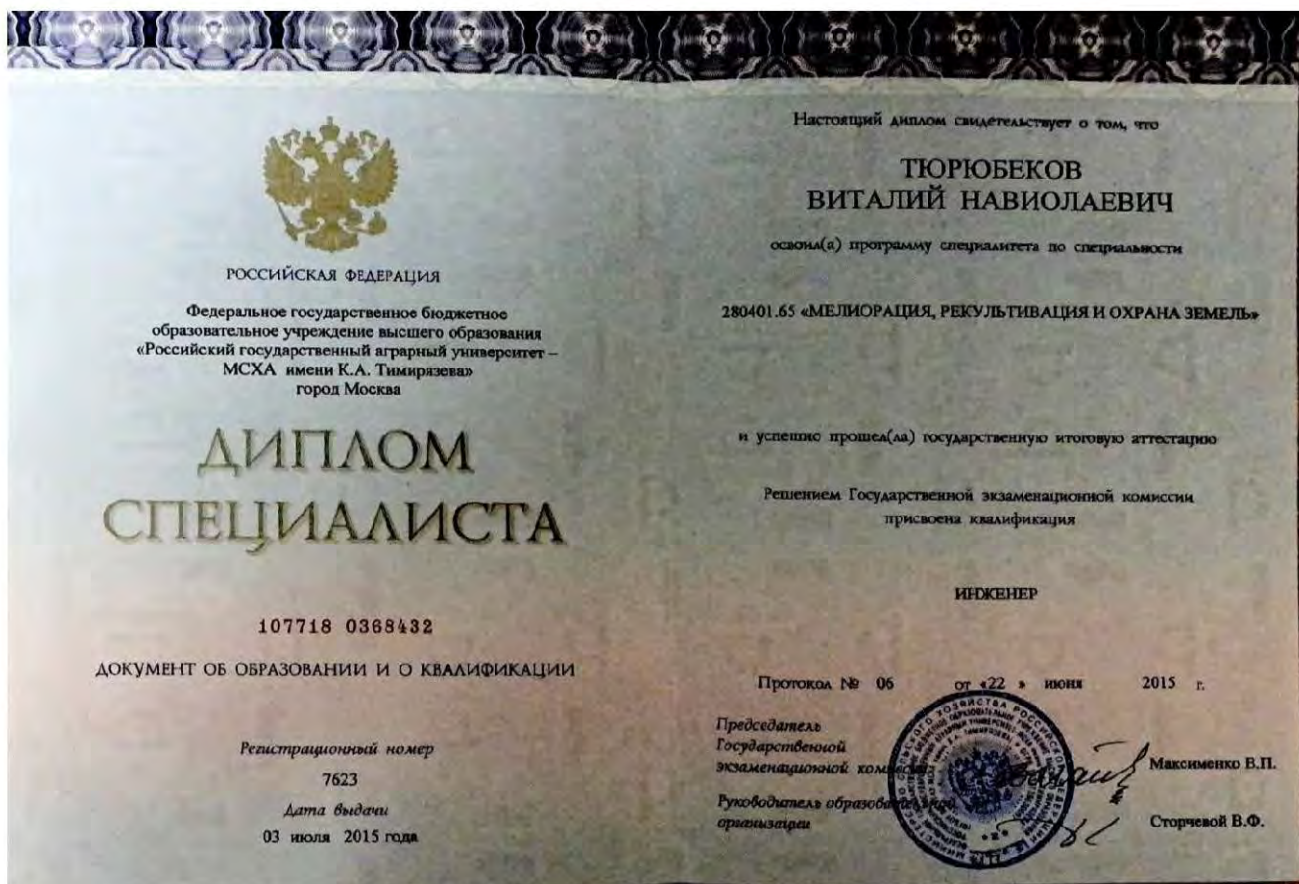 РОССИЙСКАЯ ФЕДЕРАЦИЯ
Федеральное государственное бюджетное
образовательное учреждение высшего образования
«Российский государственный аграрный университет –
МСХА имени К.А. Тимирязева»
город Москва
ДИПЛОМ
СПЕЦИАЛИСТА
107718 0368432
ДОКУМЕНТ ОБ ОБРАЗОВАНИИ И О КВАЛИФИКАЦИИ
Регистрационный номер
7623
Дата выдачи
03 июля 2015 года
Настоящий диплом свидетельствует о том, что
ТЮРЮБЕКОВ
ВИТАЛИЙ НАВИОЛАЕВИЧ
освоил(а) программу специалитета по специальности
280401.65 «МЕЛИОРАЦИЯ, РЕКУЛЬТИВАЦИЯ И ОХРАНА ЗЕМЕЛЬ»
и успешно прошел(ла) государственную итоговую аттестацию
Решением Государственной экзаменационной комиссии
присвоена квалификация
ИНЖЕНЕР
Протокол № 06 от «22 » июня 2015 г.
Председатель
Государственной
экзаменационной
Максименко В.П.
Руководитель образовательной
организации
Сторчевой В.Ф.